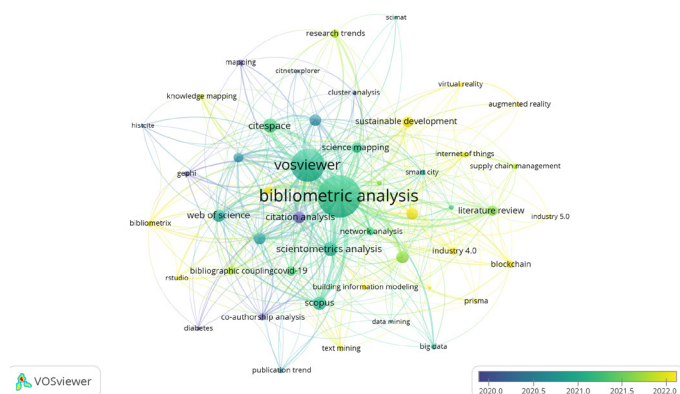 scimat
research trends
mapping
citnetexplorer
virtual reality
cluster analysis
knowledge mapping
augmented reality
sustainable development
histcite
citespace
science mapping
internet of things
vosviewer
supply chain management
gephi
smart city
bibliometric analysis
literature review
web of science
citation analysis
industry 5.0
bibliometrix
network analysis
scientometrics analysis
industry 4.0
blockchain
bibliographic coupling
covid-19
rstudio
building information modeling
scopus
prisma
co-authorship analysis
data mining
diabetes
text mining
big data
publication trend
VOSviewer
2020.0 2020.5 2021.0 2021.5 2022.0